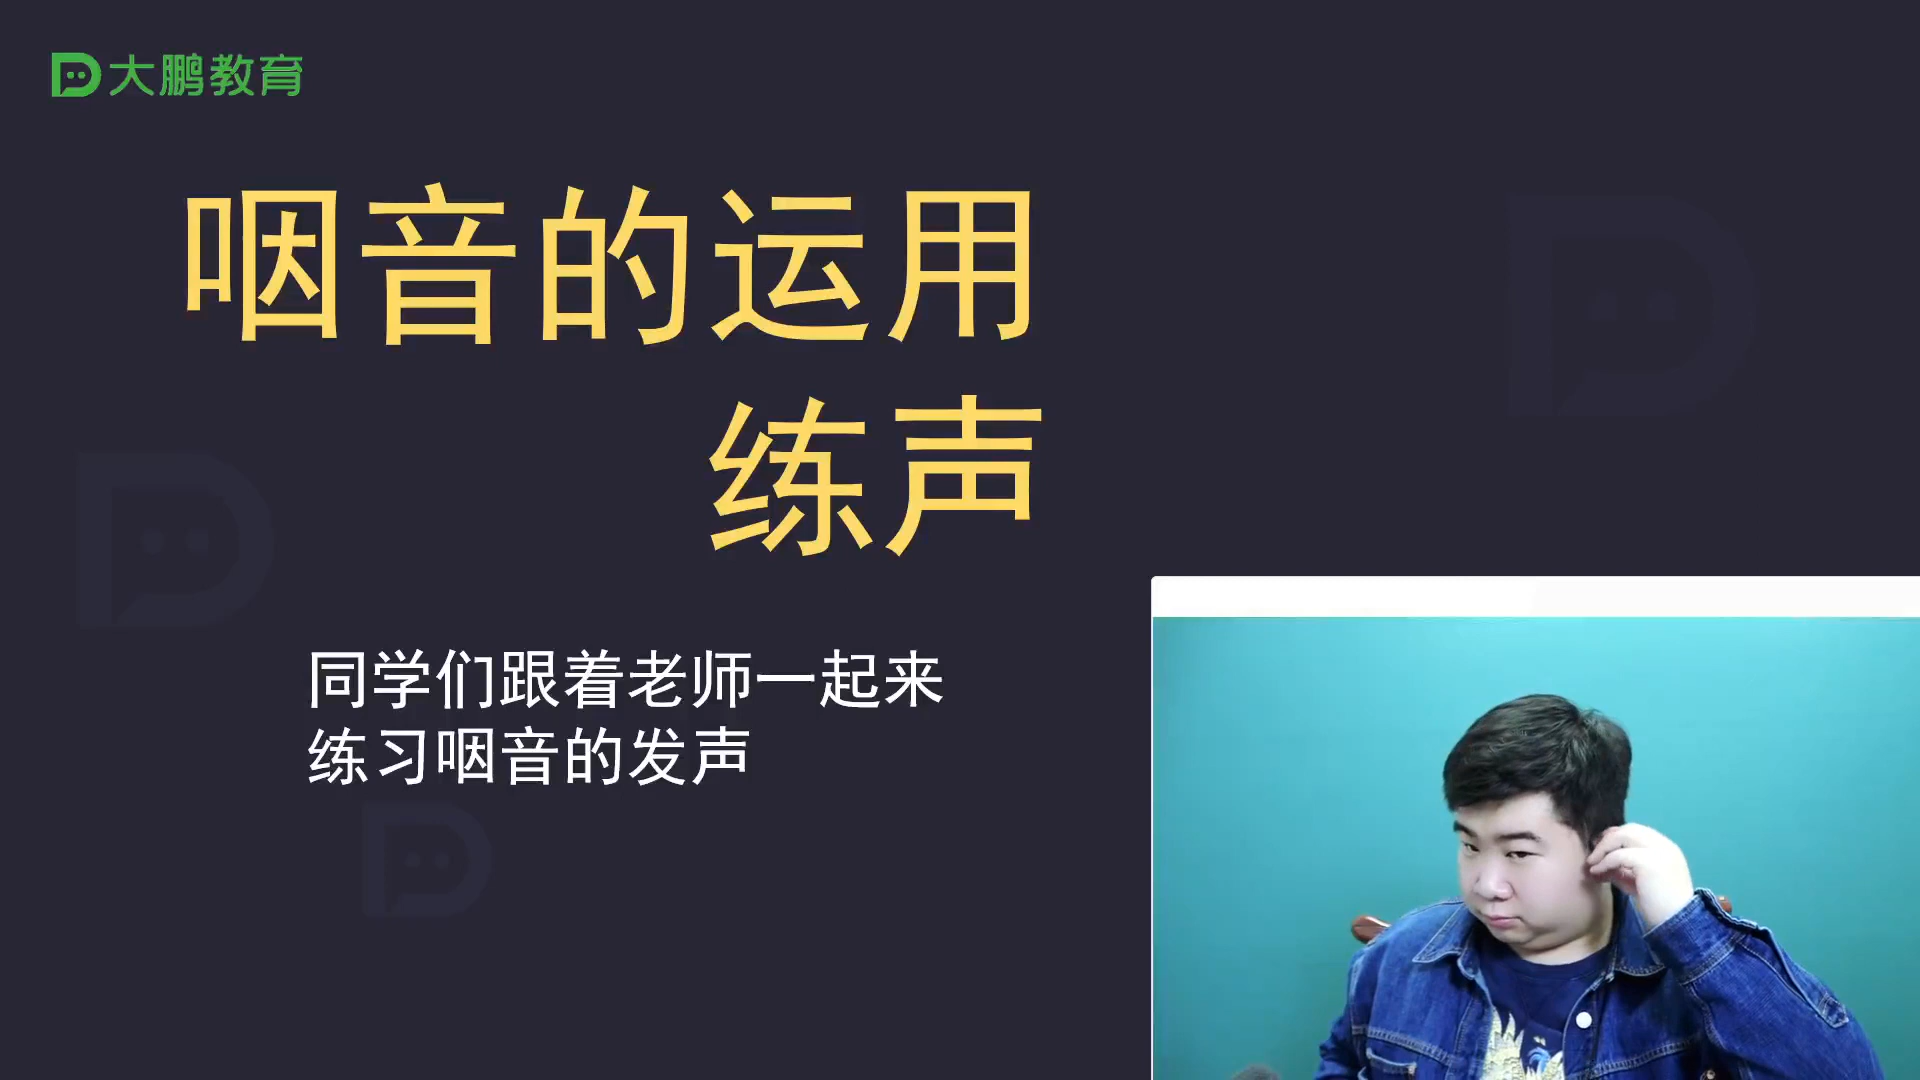 大鹏教育
咽音的运用
练声
同学们跟着老师一起来
练习咽音的发声